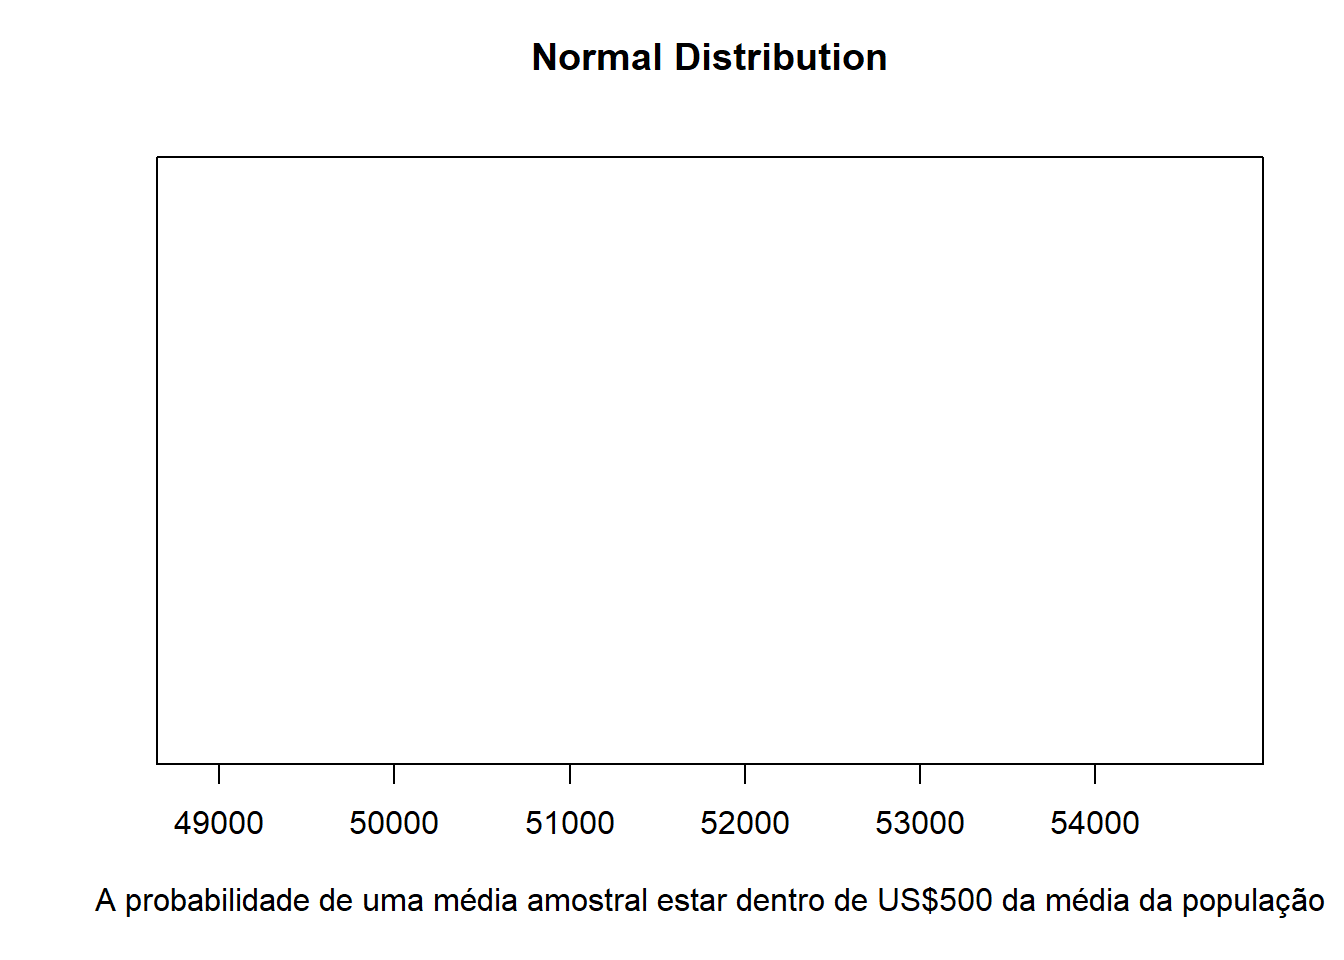 Normal Distribution
49000 50000 51000 52000 53000 54000
A probabilidade de uma média amostral estar dentro de US$500 da média da população